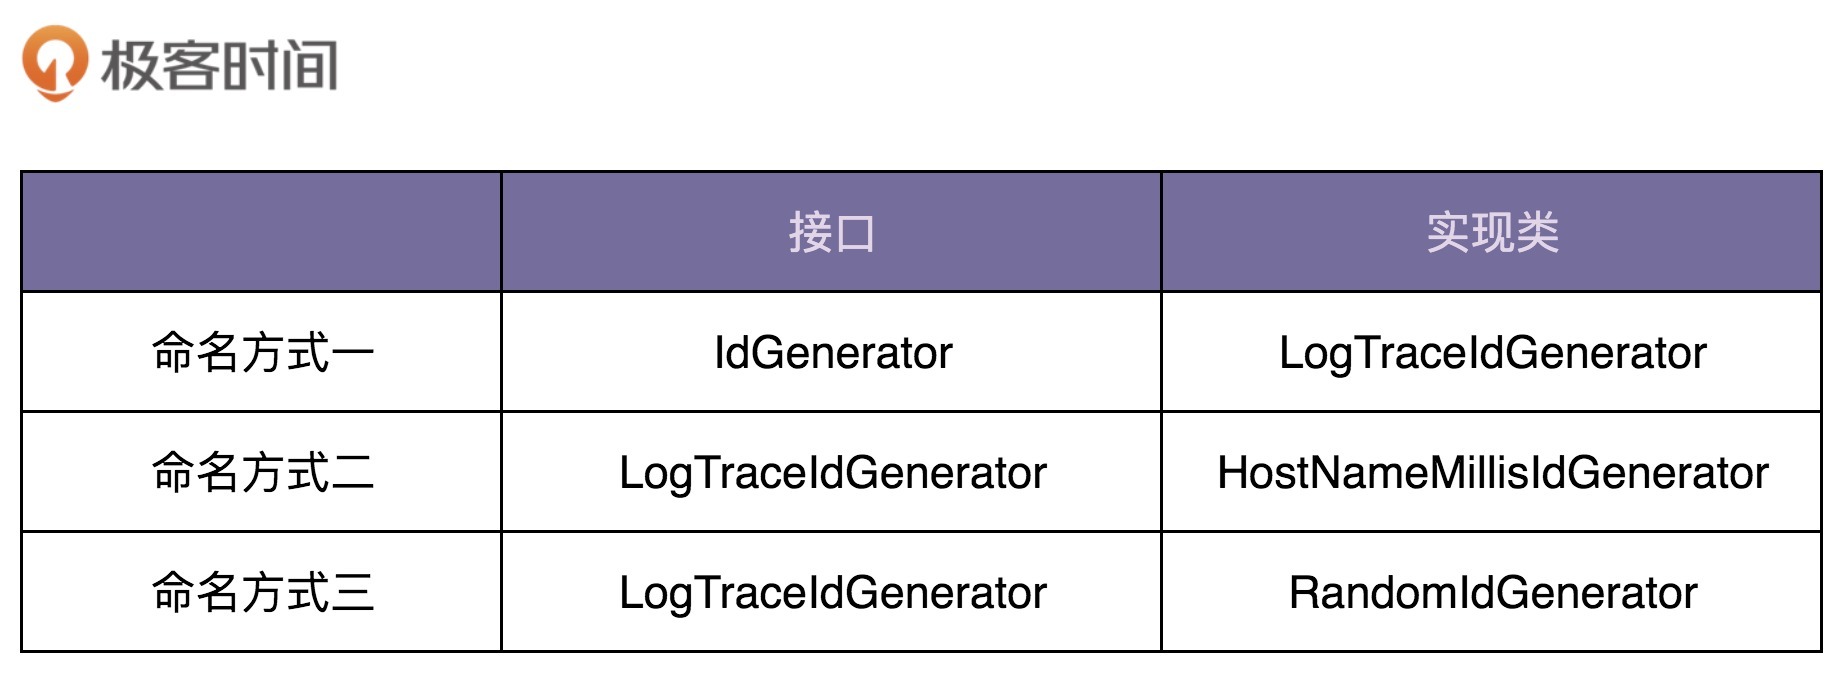 极客时间
接口 实现类
命名方式一 IdGenerator LogTraceIdGenerator
命名方式二 LogTraceIdGenerator HostNameMillisIdGenerator
命名方式三 LogTraceIdGenerator RandomIdGenerator